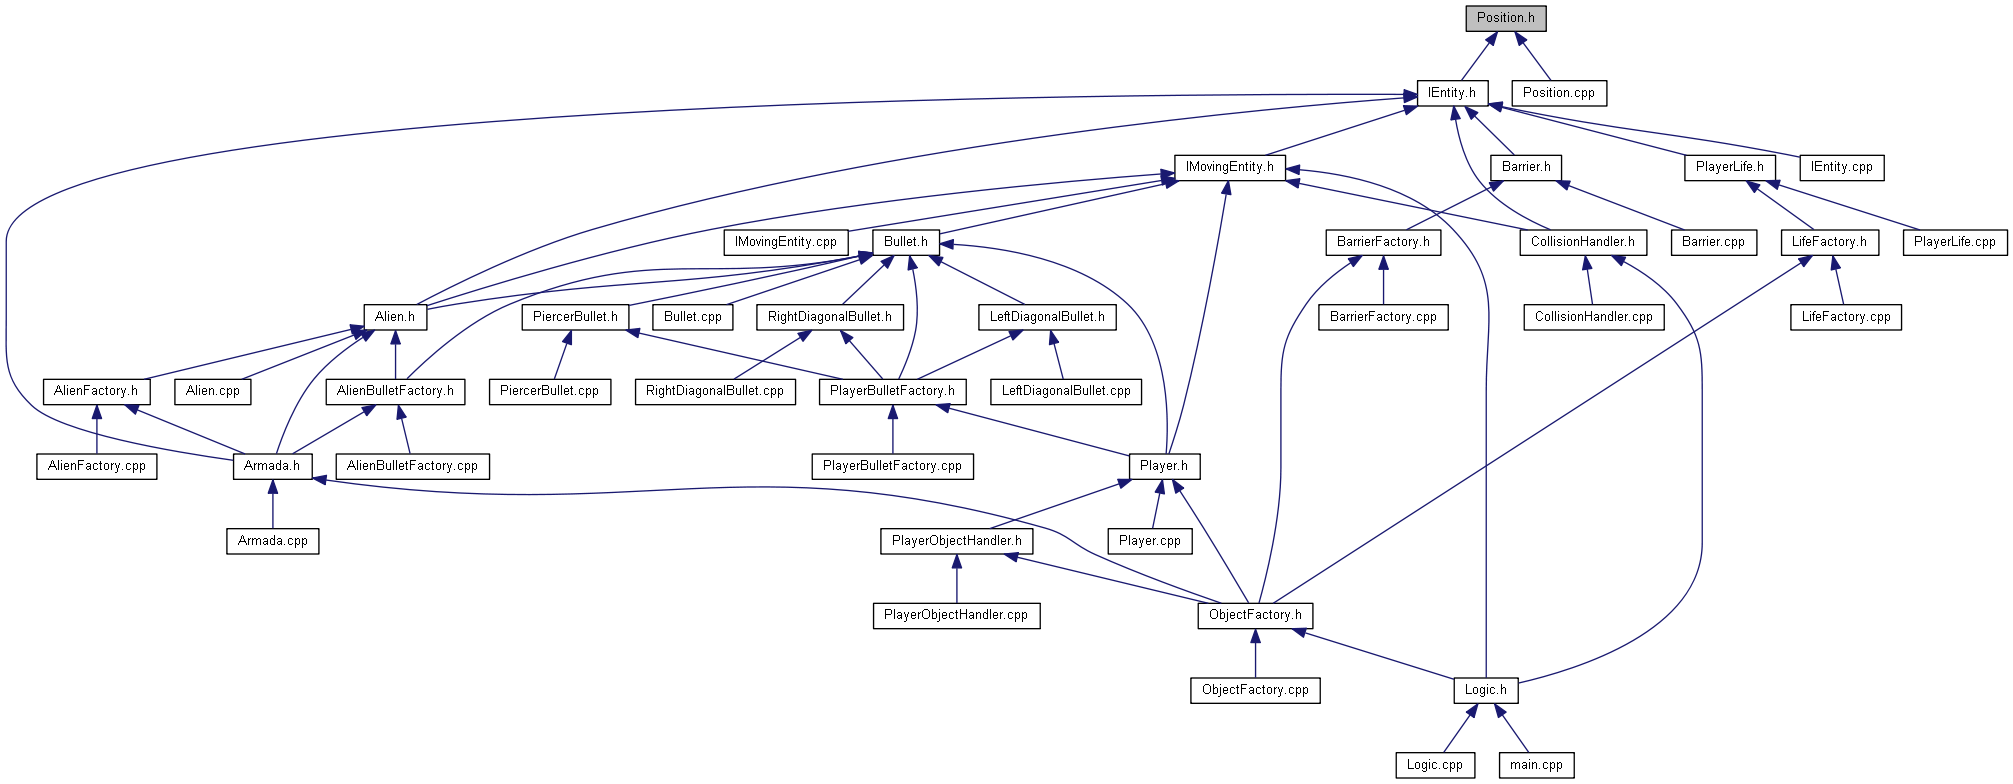 Position.h
IEntity.h
Position.cpp
IMovingEntity.h
Barrier.h
PlayerLife.h
IEntity.cpp
IMovingEntity.cpp
Bullet.h
BarrierFactory.h
CollisionHandler.h
Barrier.cpp
LifeFactory.h
PlayerLife.cpp
Alien.h
PiercerBullet.h
Bullet.cpp
RightDiagonalBullet.h
LeftDiagonalBullet.h
BarrierFactory.cpp
CollisionHandler.cpp
LifeFactory.cpp
AlienFactory.h
Alien.cpp
AlienBulletFactory.h
PiercerBullet.cpp
RightDiagonalBullet.cpp
PlayerBulletFactory.h
LeftDiagonalBullet.cpp
AlienFactory.cpp
Armada.h
AlienBulletFactory.cpp
PlayerBulletFactory.cpp
Player.h
Armada.cpp
PlayerObjectHandler.h
Player.cpp
PlayerObjectHandler.cpp
ObjectFactory.h
ObjectFactory.cpp
Logic.h
Logic.cpp
main.cpp